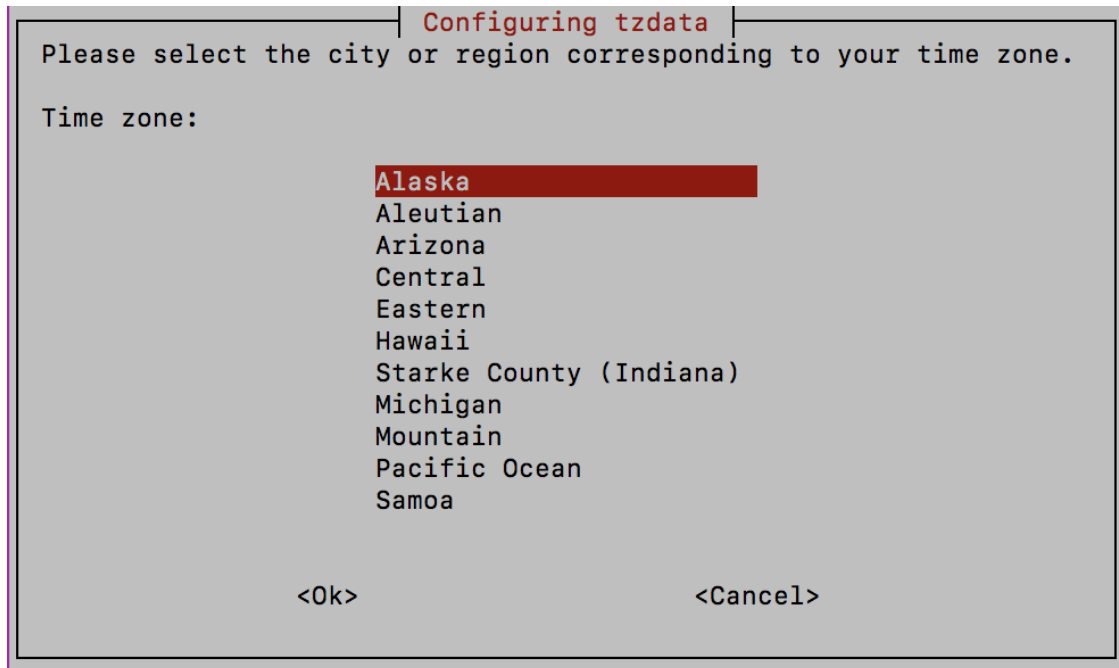 Configuring tzdata
Please select the city or region corresponding to your time zone.
Time zone:
Alaska
Aleutian
Arizona
Central
Eastern
Hawaii
Starke County (Indiana)
Michigan
Mountain
Pacific Ocean
Samoa
<Ok> <Cancel>